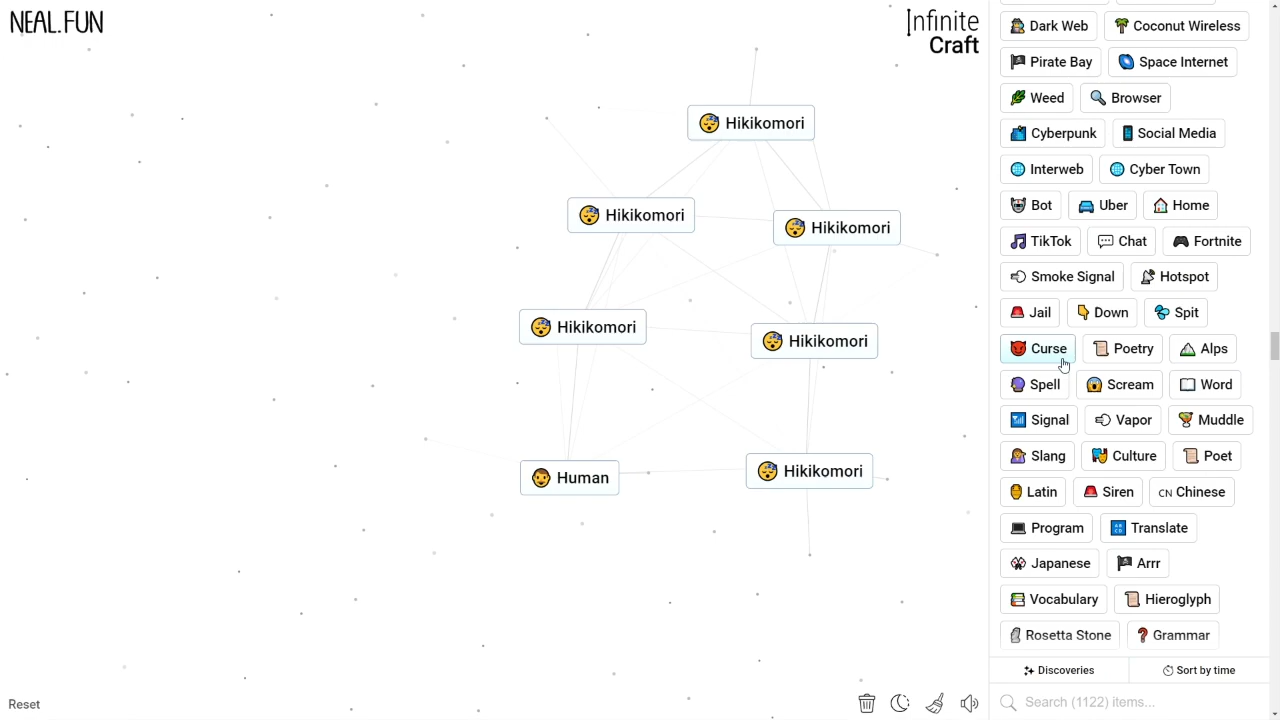 NEAL.FUN
Infinite
Craft
Hikikomori
Hikikomori
Hikikomori
Hikikomori
Hikikomori
Human
Hikikomori
Reset
Dark Web Coconut Wireless
Pirate Bay Space Internet
Weed Browser
Cyberpunk Social Media
Interweb Cyber Town
Bot Uber Home
TikTok Chat Fortnite
Smoke Signal Hotspot
Jail Down Spit
Curse Poetry Alps
Spell Scream Word
Signal Vapor Muddle
Slang Culture Poet
Latin Siren CN Chinese
Program Translate
Japanese Arrr
Vocabulary Hieroglyph
Rosetta Stone Grammar
Discoveries Sort by time
Search (1122) items...